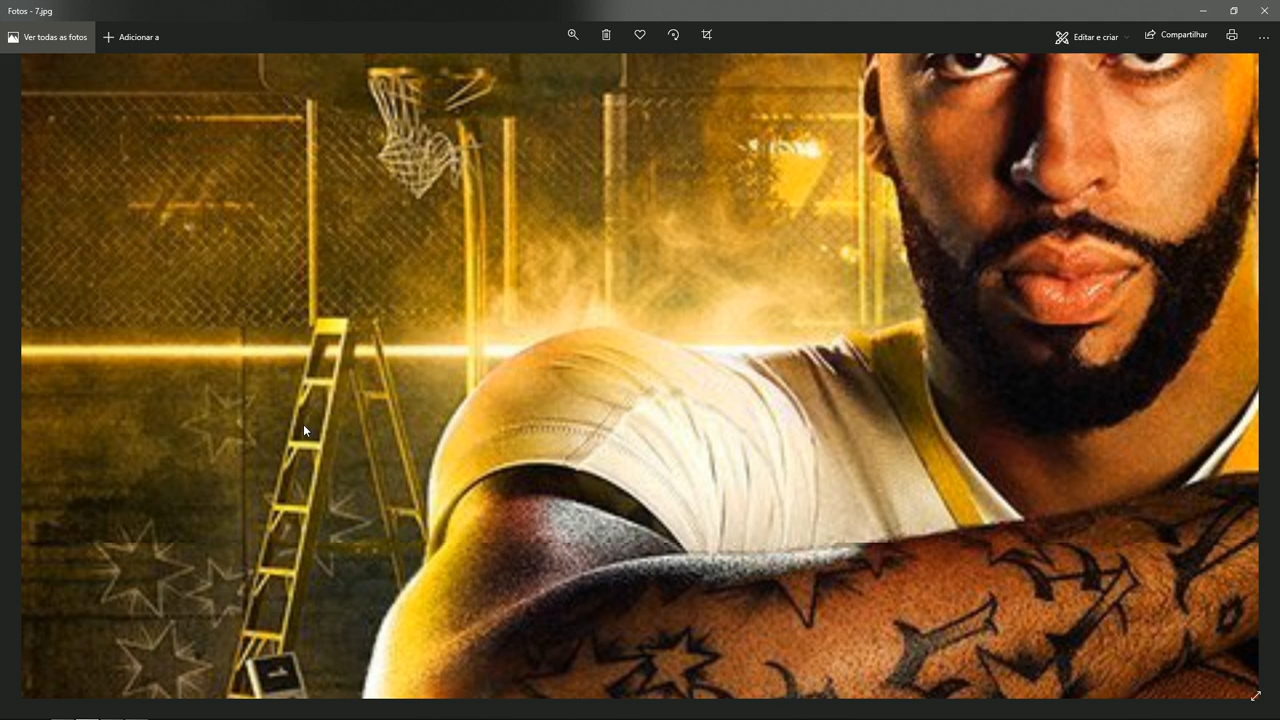 Fotos - 7.jpg
Ver todas as fotos
Adicionar a
Editar e criar
Compartilhar